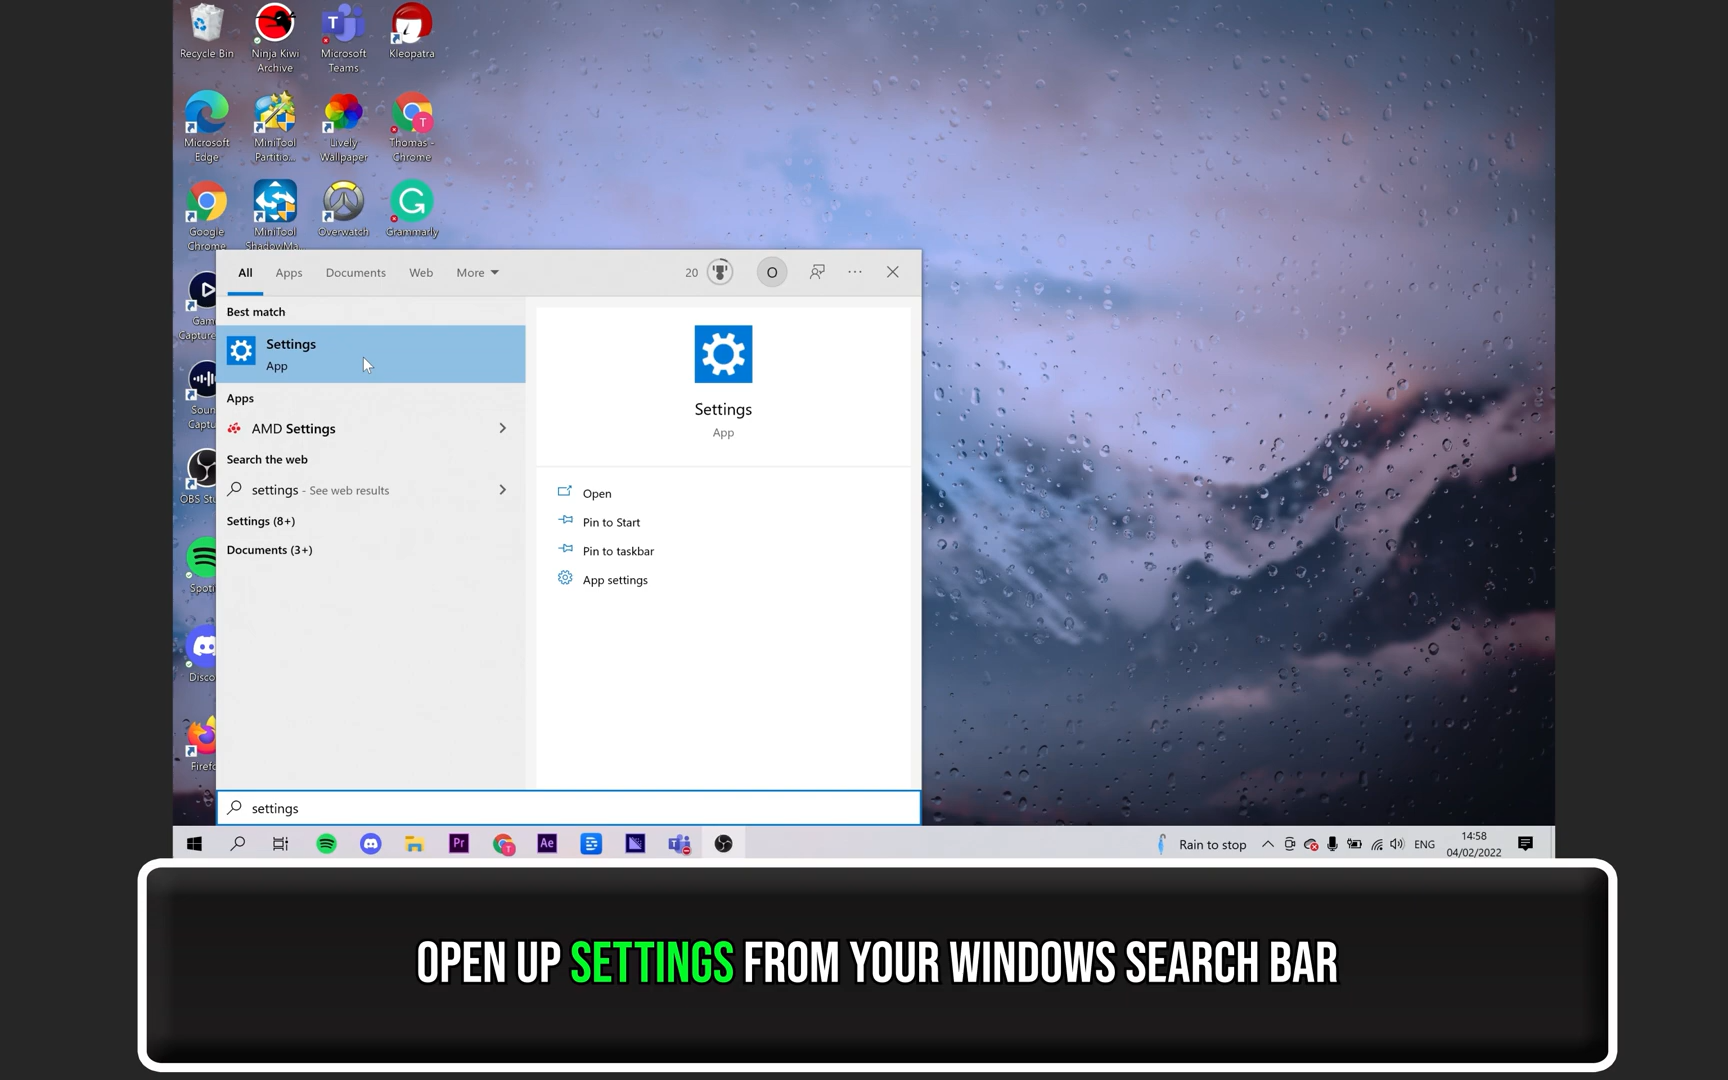 Recycle Bin
Ninja Kiwi
Archive
Microsoft
Teams
Kleopatra
Microsoft
Edge
MiniTool
Partitio...
Lively
Wallpaper
Thomas -
Chrome
Google
Chrome
MiniTool
ShadowMa...
Overwatch
Grammarly
All
Apps
Documents
Web
More
20
O
Best match
Settings
App
Apps
AMD Settings
Search the web
settings - See web results
Settings (8+)
Documents (3+)
Settings
App
Open
Pin to Start
Pin to taskbar
App settings
settings
Pr
Ae
Rain to stop
ENG
14:58
04/02/2022
OPEN UP SETTINGS FROM YOUR WINDOWS SEARCH BAR